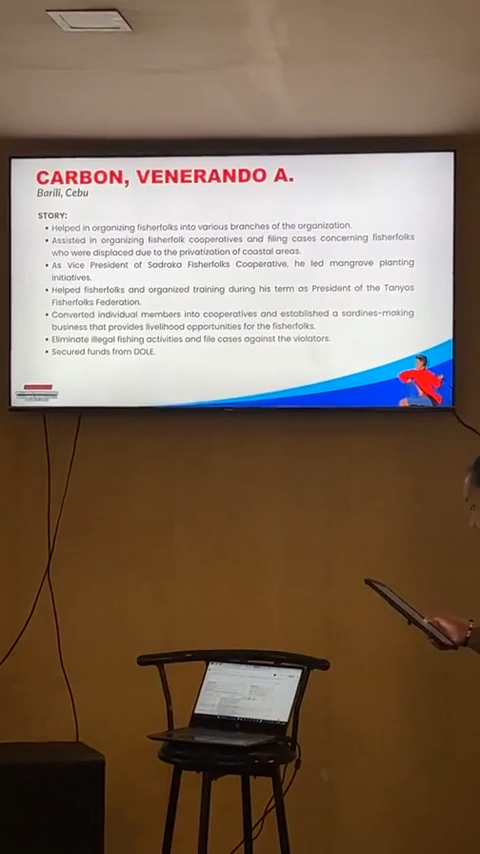 CARBON, VENERANDO A.
Barili, Cebu
STORY:
• Helped in organizing fisherfolks into various branches of the organization.
• Assisted in organizing fisherfolk cooperatives and filing cases concerning fisherfolks
who were displaced due to the privatization of coastal areas.
• As Vice President of Sadraka Fisherfolks Cooperative, he led mangrove planting
initiatives.
• Helped fisherfolks and organized training during his term as President of the Tanyos
Fisherfolks Federation.
• Converted individual members into cooperatives and established a sardines-making
business that provides livelihood opportunities for the fisherfolks.
• Eliminate illegal fishing activities and file cases against the violators.
• Secured funds from DOLE.